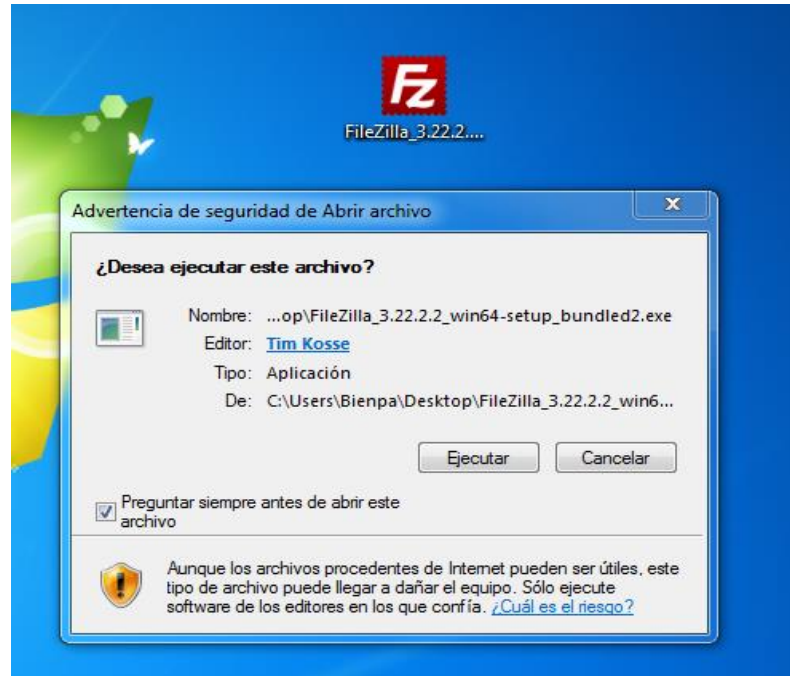 Fz
FileZilla_3.22.2....
Advertencia de seguridad de Abrir archivo
x
¿Desea ejecutar este archivo?
Nombre: ...op\FileZilla_3.22.2.2_win64-setup_bundled2.exe
Editor: Tim Kosse
Tipo: Aplicación
De: C:\Users\Bienpa\Desktop\FileZilla_3.22.2.2_win6...
Ejecutar Cancelar
Preguntar siempre antes de abrir este
archivo
Aunque los archivos procedentes de Internet pueden ser útiles, este
tipo de archivo puede llegar a dañar el equipo. Sólo ejecute
software de los editores en los que confía. ¿Cuál es el riesgo?